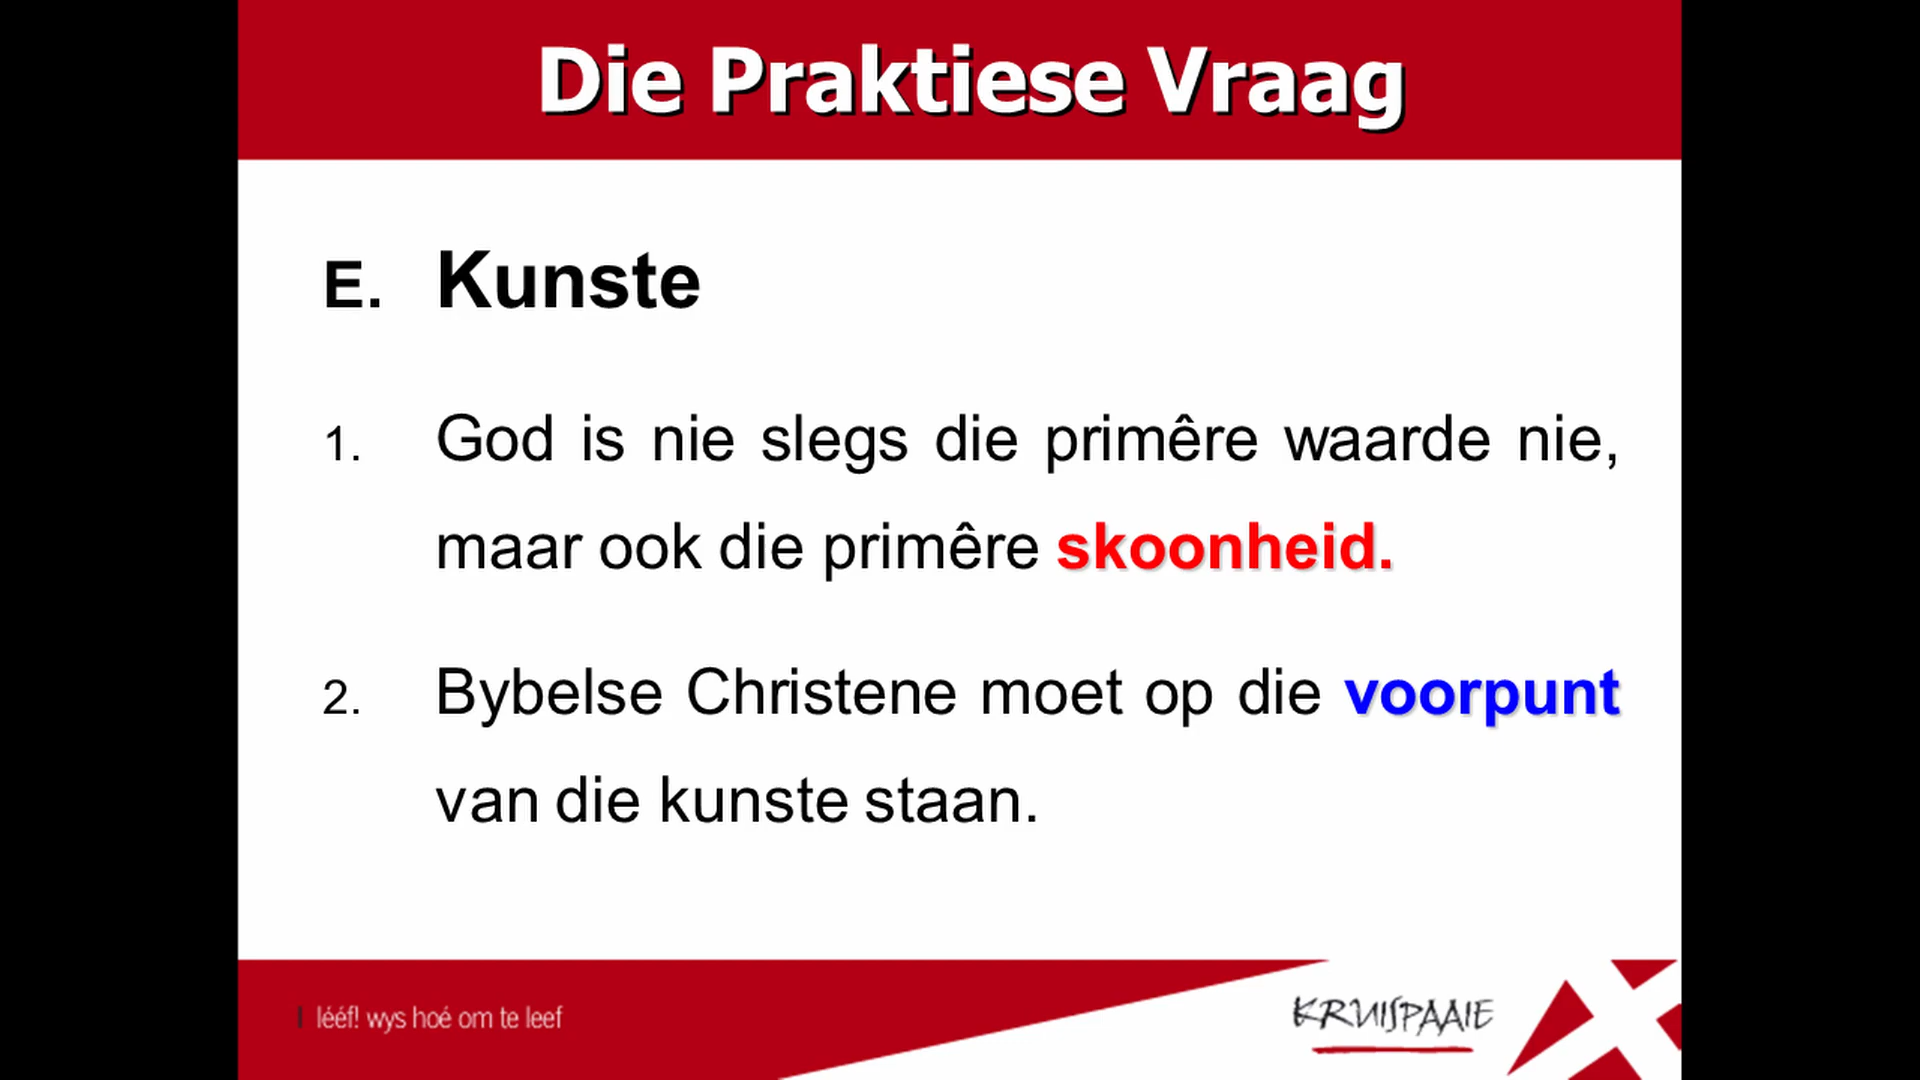 Die Praktiese Vraag
E. Kunste
1. God is nie slegs die primêre waarde nie,
maar ook die primêre skoonheid.
2. Bybelse Christene moet op die voorpunt
van die kunste staan.
lééf! wys hoé om te leef
KRUISPAAIE